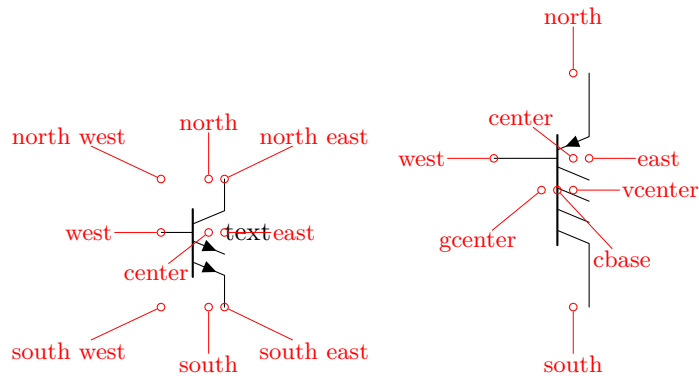 north
north
center
north west
north east
west
east
vcenter
west
text
east
gcenter
cbase
center
south west
south
south east
south